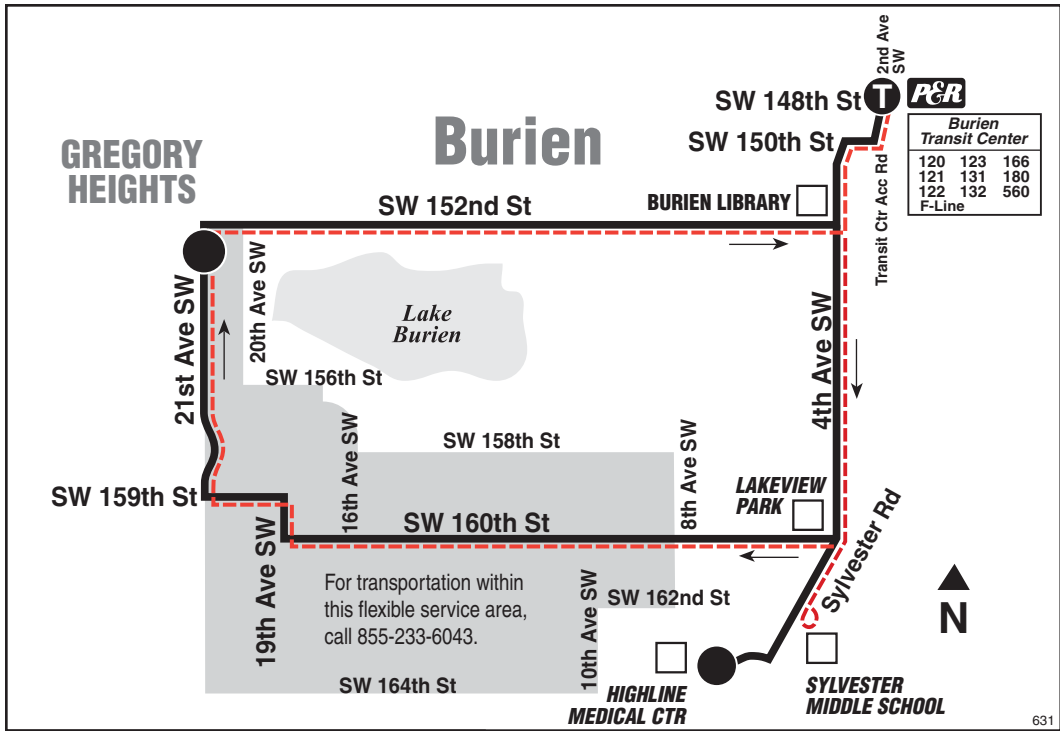 2nd Ave
SW
SW 148th St
T
P&R
SW 150th St
Burien
Transit Center
120 123 166
121 131 180
122 132 560
F-Line
Transit Ctr Acc Rd
Burien
GREGORY
HEIGHTS
BURIEN LIBRARY
SW 152nd St
21st Ave SW
20th Ave SW
Lake
Burien
4th Ave SW
SW 156th St
16th Ave SW
SW 158th St
8th Ave SW
LAKEVIEW
PARK
SW 159th St
SW 160th St
Sylvester Rd
19th Ave SW
For transportation within
this flexible service area,
call 855-233-6043.
10th Ave SW
SW 162nd St
N
SW 164th St
HIGHLINE
MEDICAL CTR
SYLVESTER
MIDDLE SCHOOL
631